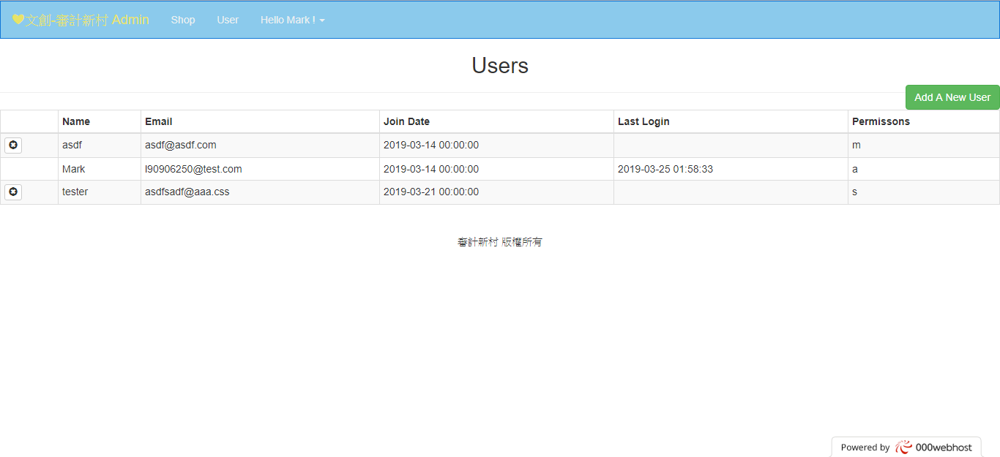 文創-審計新村 Admin Shop User Hello Mark !
Users
Add A New User
Name Email Join Date Last Login Permissons
asdf asdf@asdf.com 2019-03-14 00:00:00 m
Mark l90906250@test.com 2019-03-14 00:00:00 2019-03-25 01:58:33 a
tester asdfsadf@aaa.css 2019-03-21 00:00:00 s
審計新村 版權所有
Powered by 000webhost